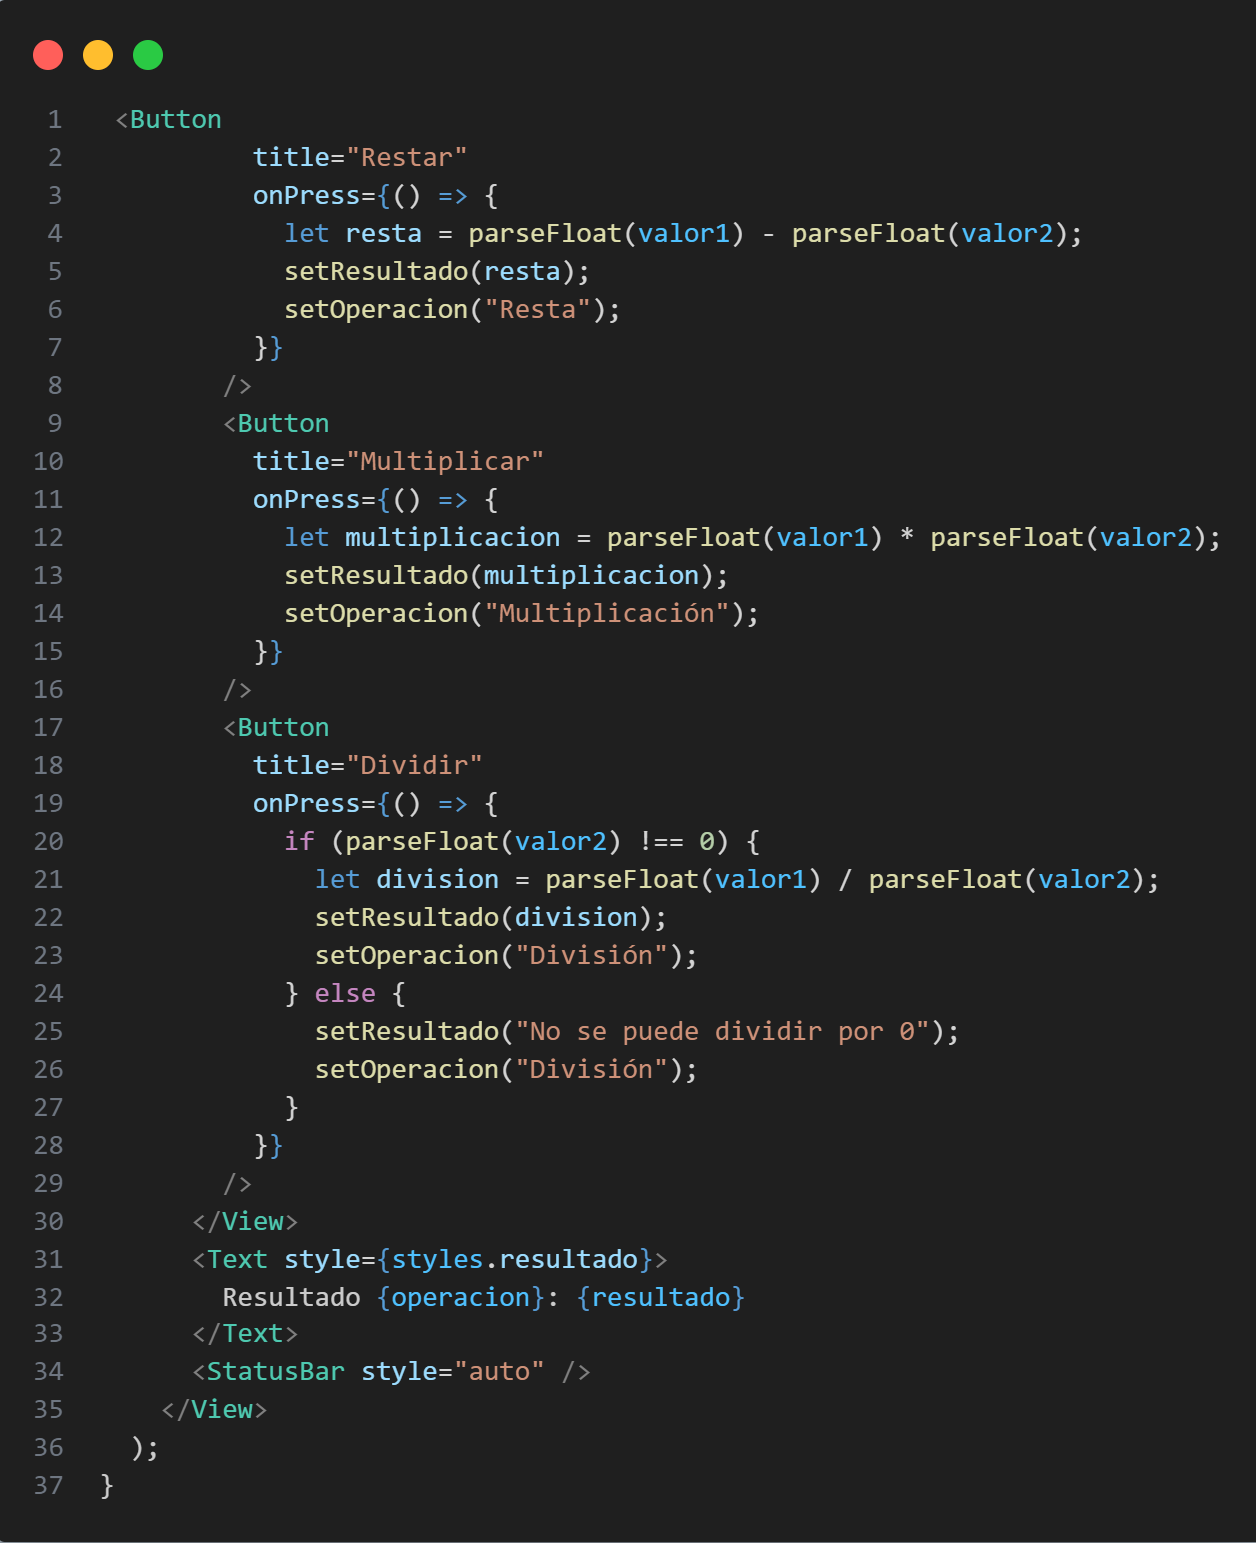 1 <Button
2 title="Restar"
3 onPress={() => {
4 let resta = parseFloat(valor1) - parseFloat(valor2);
5 setResultado(resta);
6 setOperacion("Resta");
7 }}
8 />
9 <Button
10 title="Multiplicar"
11 onPress={() => {
12 let multiplicacion = parseFloat(valor1) * parseFloat(valor2);
13 setResultado(multiplicacion);
14 setOperacion("Multiplicación");
15 }}
16 />
17 <Button
18 title="Dividir"
19 onPress={() => {
20 if (parseFloat(valor2) !== 0) {
21 let division = parseFloat(valor1) / parseFloat(valor2);
22 setResultado(division);
23 setOperacion("División");
24 } else {
25 setResultado("No se puede dividir por 0");
26 setOperacion("División");
27 }
28 }}
29 />
30 </View>
31 <Text style={styles.resultado}>
32 Resultado {operacion}: {resultado}
33 </Text>
34 <StatusBar style="auto" />
35 </View>
36 );
37 }